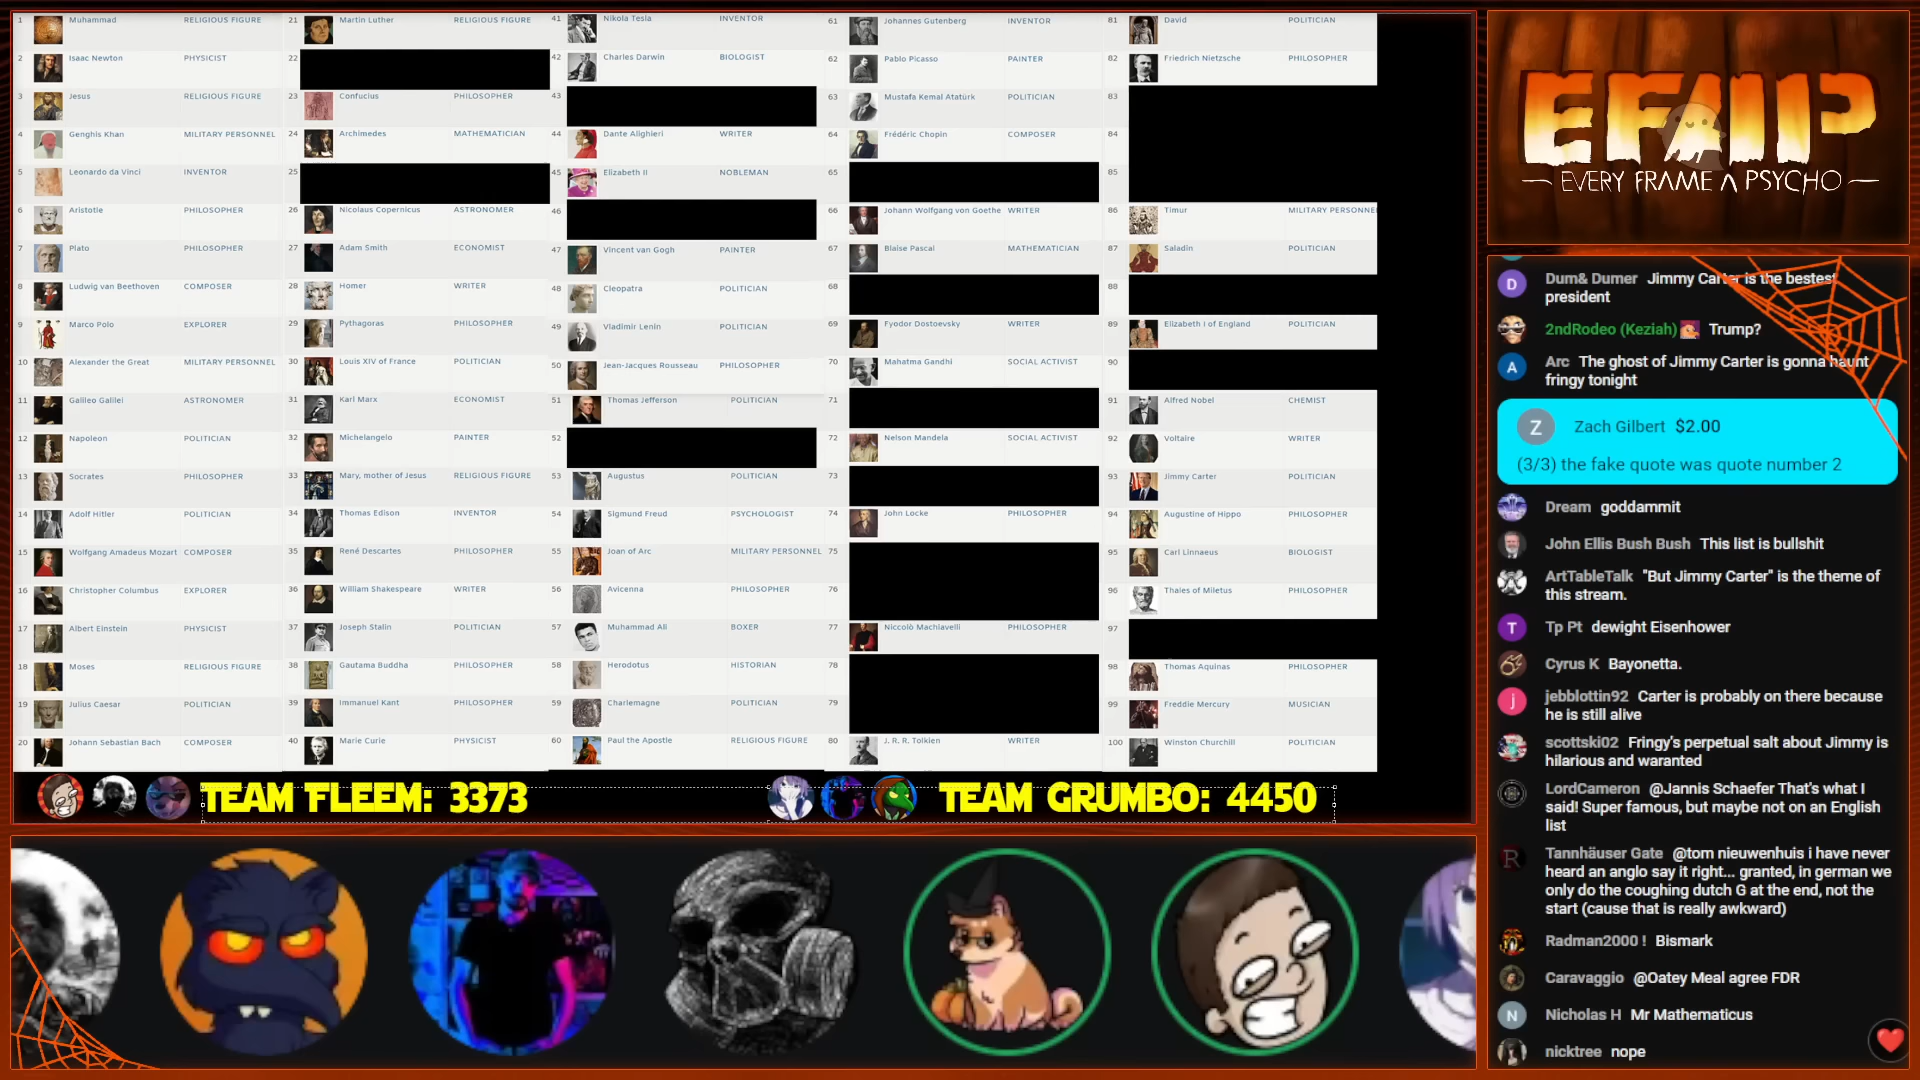 1 Muhammad RELIGIOUS FIGURE
2 Isaac Newton PHYSICIST
3 Jesus RELIGIOUS FIGURE
4 Genghis Khan MILITARY PERSONNEL
5 Leonardo da Vinci INVENTOR
6 Aristotle PHILOSOPHER
7 Plato PHILOSOPHER
8 Ludwig van Beethoven COMPOSER
9 Marco Polo EXPLORER
10 Alexander the Great MILITARY PERSONNEL
11 Galileo Galilei ASTRONOMER
12 Napoleon POLITICIAN
13 Socrates PHILOSOPHER
14 Adolf Hitler POLITICIAN
15 Wolfgang Amadeus Mozart COMPOSER
16 Christopher Columbus EXPLORER
17 Albert Einstein PHYSICIST
18 Moses RELIGIOUS FIGURE
19 Julius Caesar POLITICIAN
20 Johann Sebastian Bach COMPOSER
21 Martin Luther RELIGIOUS FIGURE
22
23 Confucius PHILOSOPHER
24 Archimedes MATHEMATICIAN
25
26 Nicolaus Copernicus ASTRONOMER
27 Adam Smith ECONOMIST
28 Homer WRITER
29 Pythagoras PHILOSOPHER
30 Louis XIV of France POLITICIAN
31 Karl Marx ECONOMIST
32 Michelangelo PAINTER
33 Mary, mother of Jesus RELIGIOUS FIGURE
34 Thomas Edison INVENTOR
35 René Descartes PHILOSOPHER
36 William Shakespeare WRITER
37 Joseph Stalin POLITICIAN
38 Gautama Buddha PHILOSOPHER
39 Immanuel Kant PHILOSOPHER
40 Marie Curie PHYSICIST
41 Nikola Tesla INVENTOR
42 Charles Darwin BIOLOGIST
43
44 Dante Alighieri WRITER
45 Elizabeth II NOBLEMAN
46
47 Vincent van Gogh PAINTER
48 Cleopatra POLITICIAN
49 Vladimir Lenin POLITICIAN
50 Jean-Jacques Rousseau PHILOSOPHER
51 Thomas Jefferson POLITICIAN
52
53 Augustus POLITICIAN
54 Sigmund Freud PSYCHOLOGIST
55 Joan of Arc MILITARY PERSONNEL
56 Avicenna PHILOSOPHER
57 Muhammad Ali BOXER
58 Herodotus HISTORIAN
59 Charlemagne POLITICIAN
60 Paul the Apostle RELIGIOUS FIGURE
61 Johannes Gutenberg INVENTOR
62 Pablo Picasso PAINTER
63 Mustafa Kemal Atatürk POLITICIAN
64 Frédéric Chopin COMPOSER
65
66 Johann Wolfgang von Goethe WRITER
67 Blaise Pascal MATHEMATICIAN
68
69 Fyodor Dostoevsky WRITER
70 Mahatma Gandhi SOCIAL ACTIVIST
71
72 Nelson Mandela SOCIAL ACTIVIST
73
74 John Locke PHILOSOPHER
75
76
77 Niccolò Machiavelli PHILOSOPHER
78
79
80 J. R. R. Tolkien WRITER
81 David POLITICIAN
82 Friedrich Nietzsche PHILOSOPHER
83
84
85
86 Timur MILITARY PERSONNE
87 Saladin POLITICIAN
88
89 Elizabeth I of England POLITICIAN
90
91 Alfred Nobel CHEMIST
92 Voltaire WRITER
93 Jimmy Carter POLITICIAN
94 Augustine of Hippo PHILOSOPHER
95 Carl Linnaeus BIOLOGIST
96 Thales of Miletus PHILOSOPHER
97
98 Thomas Aquinas PHILOSOPHER
99 Freddie Mercury MUSICIAN
100 Winston Churchill POLITICIAN
TEAM FLEEM: 3373
TEAM GRUMBO: 4450
EFAP
EVERY FRAME A PSYCHO
D Dum& Dumer Jimmy Carter is the bestest
president
2ndRodeo (Keziah) Trump?
A Arc The ghost of Jimmy Carter is gonna haunt
fringy tonight
Z Zach Gilbert $2.00
(3/3) the fake quote was quote number 2
Dream goddammit
John Ellis Bush Bush This list is bullshit
ArtTableTalk "But Jimmy Carter" is the theme of
this stream.
T Tp Pt dewight Eisenhower
Cyrus K Bayonetta.
j jebblottin92 Carter is probably on there because
he is still alive
scottski02 Fringy's perpetual salt about Jimmy is
hilarious and waranted
LordCameron @Jannis Schaefer That's what I
said! Super famous, but maybe not on an English
list
R Tannhäuser Gate @tom nieuwenhuis i have never
heard an anglo say it right... granted, in german we
only do the coughing dutch G at the end, not the
start (cause that is really awkward)
Radman2000 ! Bismark
Caravaggio @Oatey Meal agree FDR
N Nicholas H Mr Mathematicus
nicktree nope